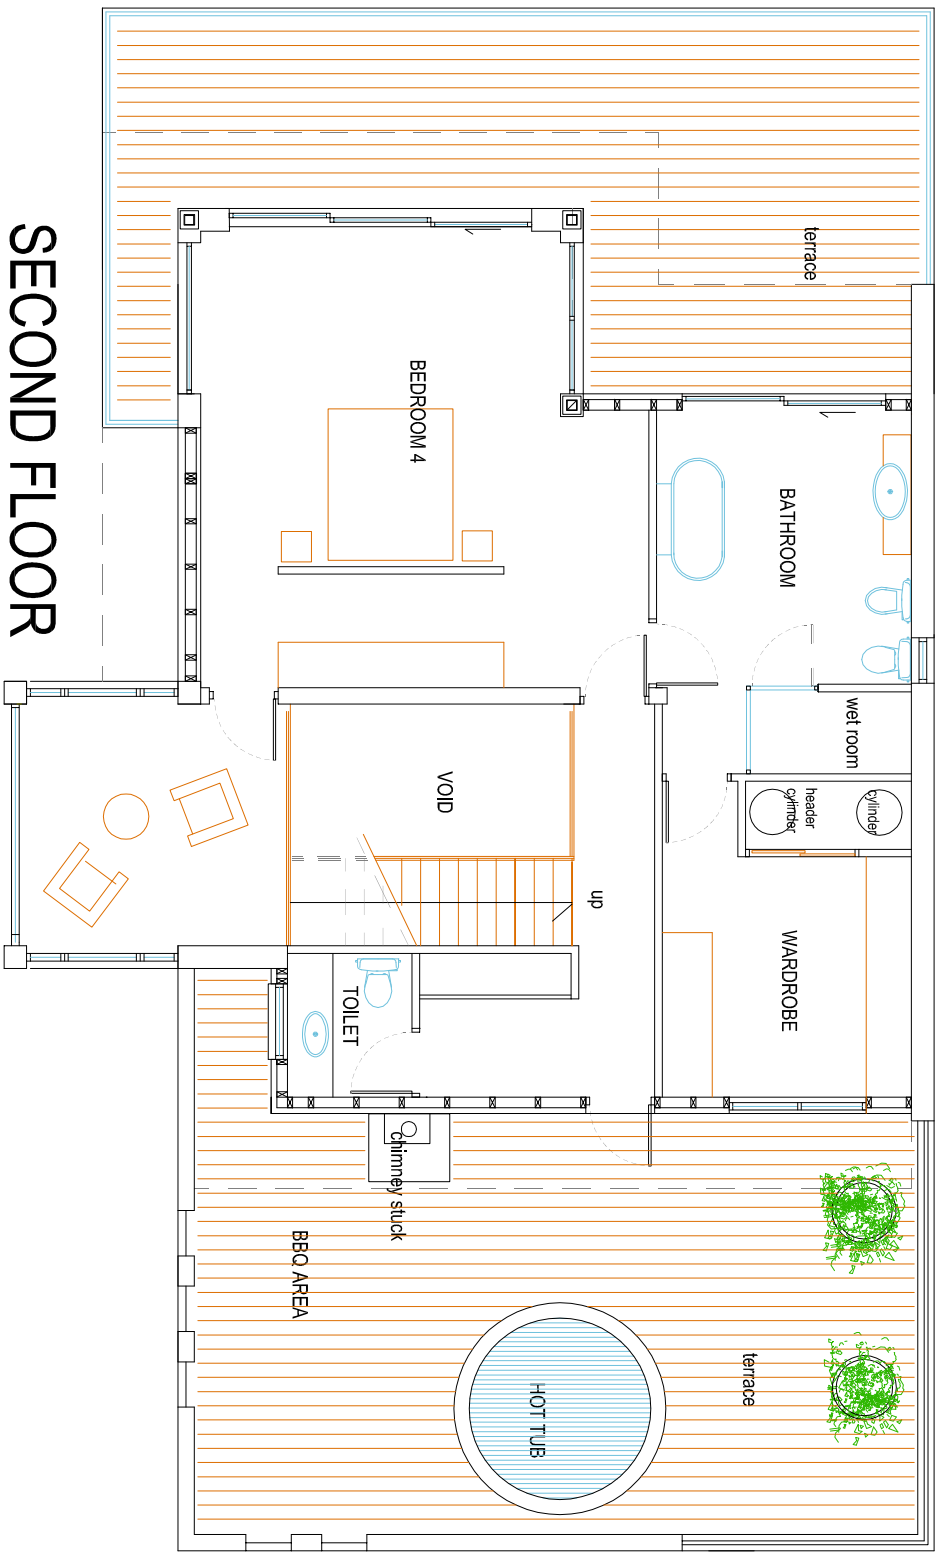 terrace
BEDROOM 4
BATHROOM
wet room
header
cylinder
cylinder
VOID
up
WARDROBE
TOILET
chimney stuck
BBQ AREA
terrace
HOT TUB
SECOND FLOOR